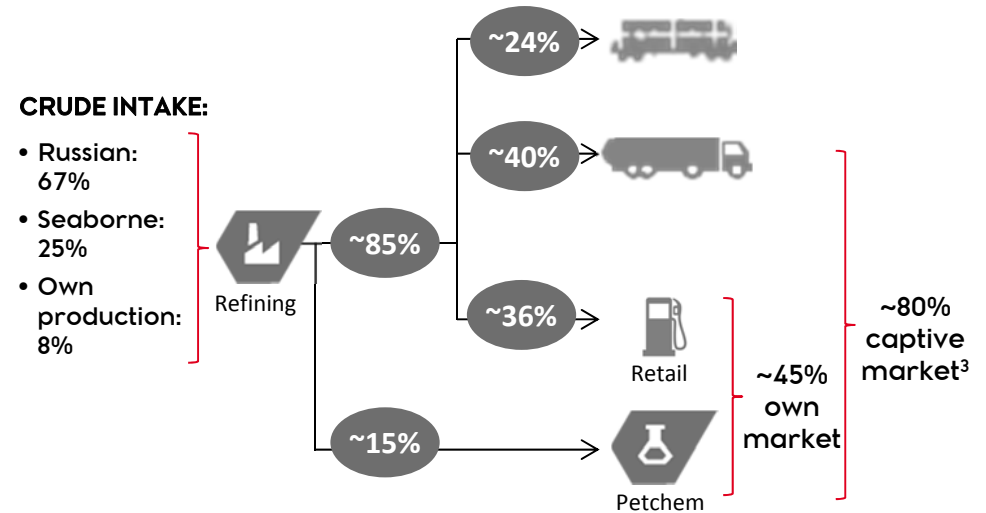 CRUDE INTAKE:
• Russian:
67%
• Seaborne:
25%
• Own
production:
8%
Refining
~85%
~15%
~24%
~40%
~36%
Retail
Petchem
~45%
own
market
~80%
captive
market³